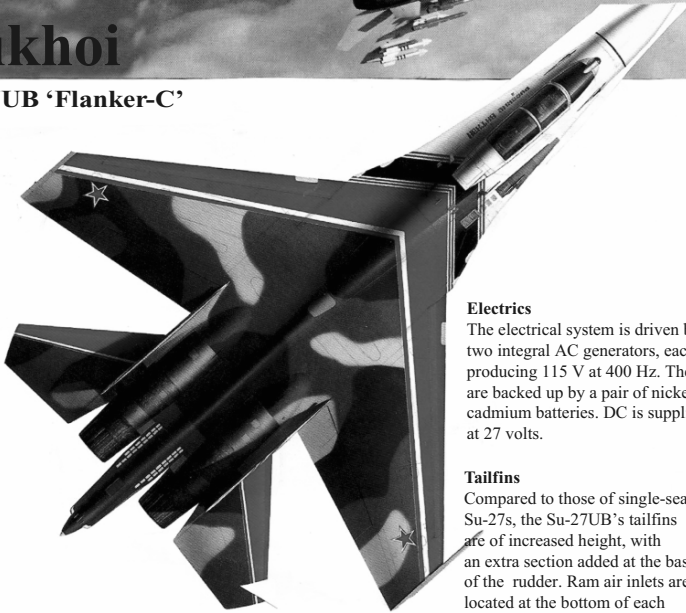 khoi
UB ‘Flanker-C’
Electrics
The electrical system is driven
two integral AC generators, eac
producing 115 V at 400 Hz. The
are backed up by a pair of nicke
cadmium batteries. DC is suppl
at 27 volts.
Tailfins
Compared to those of single-sea
Su-27s, the Su-27UB’s tailfins
are of increased height, with
an extra section added at the bas
of the rudder. Ram air inlets are
located at the bottom of each